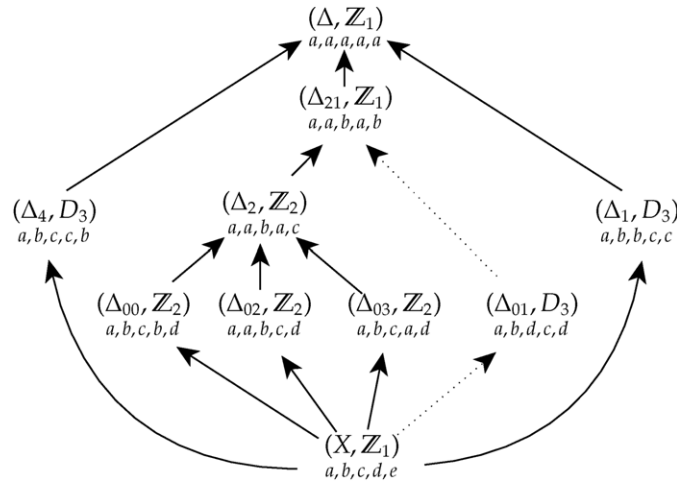 (Δ, ℤ₁)
a,a,a,a,a
(Δ₂₁, ℤ₁)
a,a,b,a,b
(Δ₄, D₃)
a,b,c,c,b
(Δ₂, ℤ₂)
a,a,b,a,c
(Δ₁, D₃)
a,b,b,c,c
(Δ₀₀, ℤ₂)
a,b,c,b,d
(Δ₀₂, ℤ₂)
a,a,b,c,d
(Δ₀₃, ℤ₂)
a,b,c,a,d
(Δ₀₁, D₃)
a,b,d,c,d
(X, ℤ₁)
a,b,c,d,e